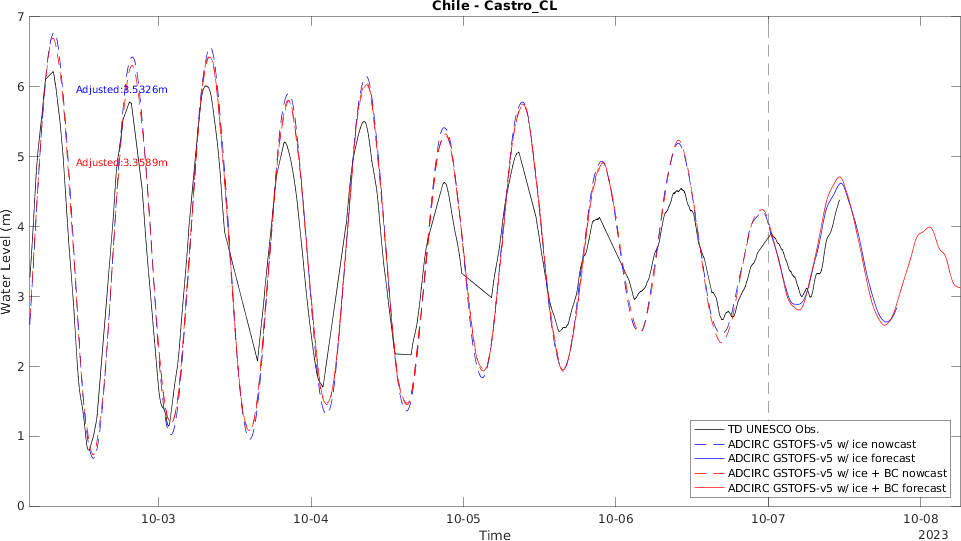 Chile - Castro_CL
7
6
5
4
3
2
1
0
Water Level (m)
Adjusted:3.5326m
Adjusted:3.3589m
TD UNESCO Obs.
ADCIRC GSTOFS-v5 w/ ice nowcast
ADCIRC GSTOFS-v5 w/ ice forecast
ADCIRC GSTOFS-v5 w/ ice + BC nowcast
ADCIRC GSTOFS-v5 w/ ice + BC forecast
10-03 10-04 10-05 10-06 10-07 10-08
Time
2023